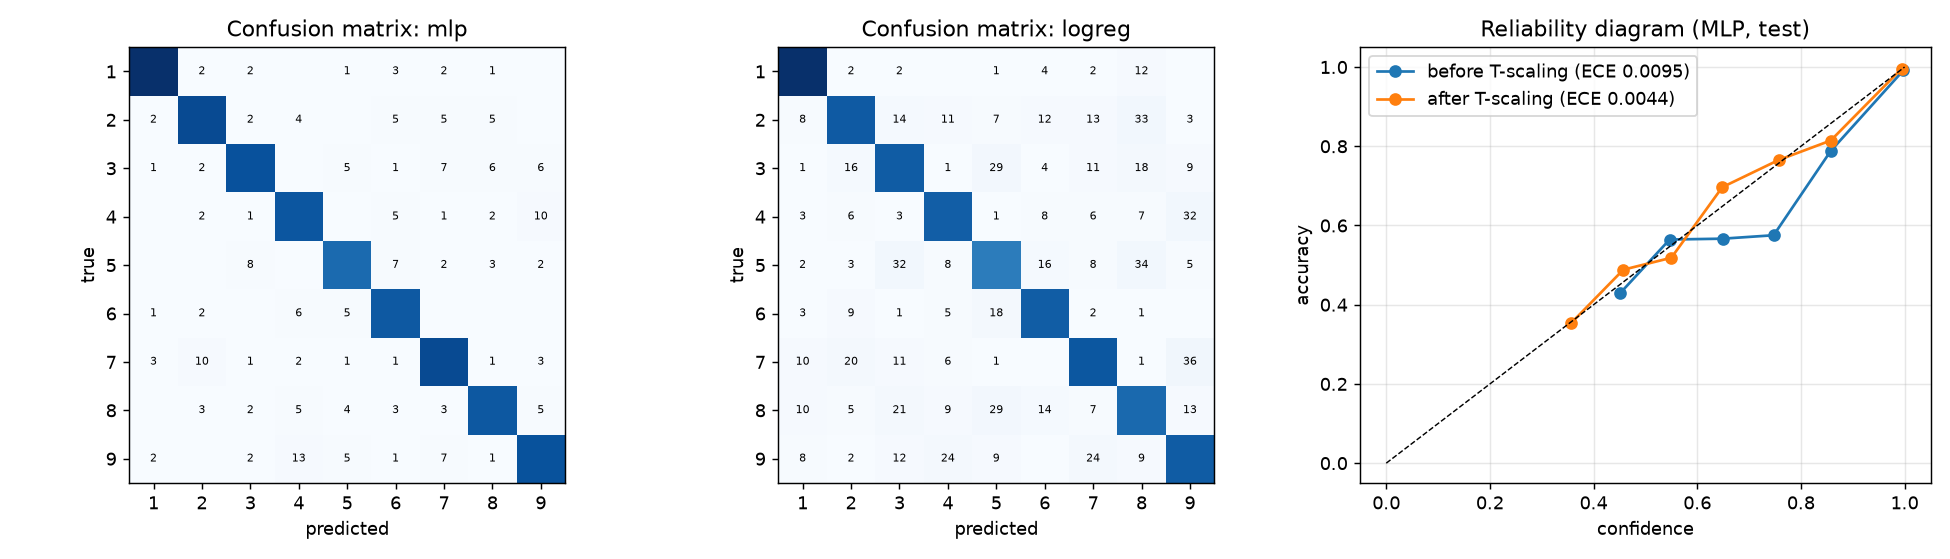 Confusion matrix: mlp
1 2 2 1 3 2 1
2 2 2 4 5 5 5
3 1 2 5 1 7 6 6
4 2 1 5 1 2 10
5 8 7 2 3 2
6 1 2 6 5
7 3 10 1 2 1 1 1 3
8 3 2 5 4 3 3 5
9 2 2 13 5 1 7 1
1 2 3 4 5 6 7 8 9
true
predicted
Confusion matrix: logreg
1 2 2 1 4 2 12
2 8 14 11 7 12 13 33 3
3 1 16 1 29 4 11 18 9
4 3 6 3 1 8 6 7 32
5 2 3 32 8 16 8 34 5
6 3 9 1 5 18 2 1
7 10 20 11 6 1 1 36
8 10 5 21 9 29 14 7 13
9 8 2 12 24 9 24 9
1 2 3 4 5 6 7 8 9
true
predicted
Reliability diagram (MLP, test)
before T-scaling (ECE 0.0095)
after T-scaling (ECE 0.0044)
1.0
0.8
0.6
0.4
0.2
0.0
0.0 0.2 0.4 0.6 0.8 1.0
accuracy
confidence